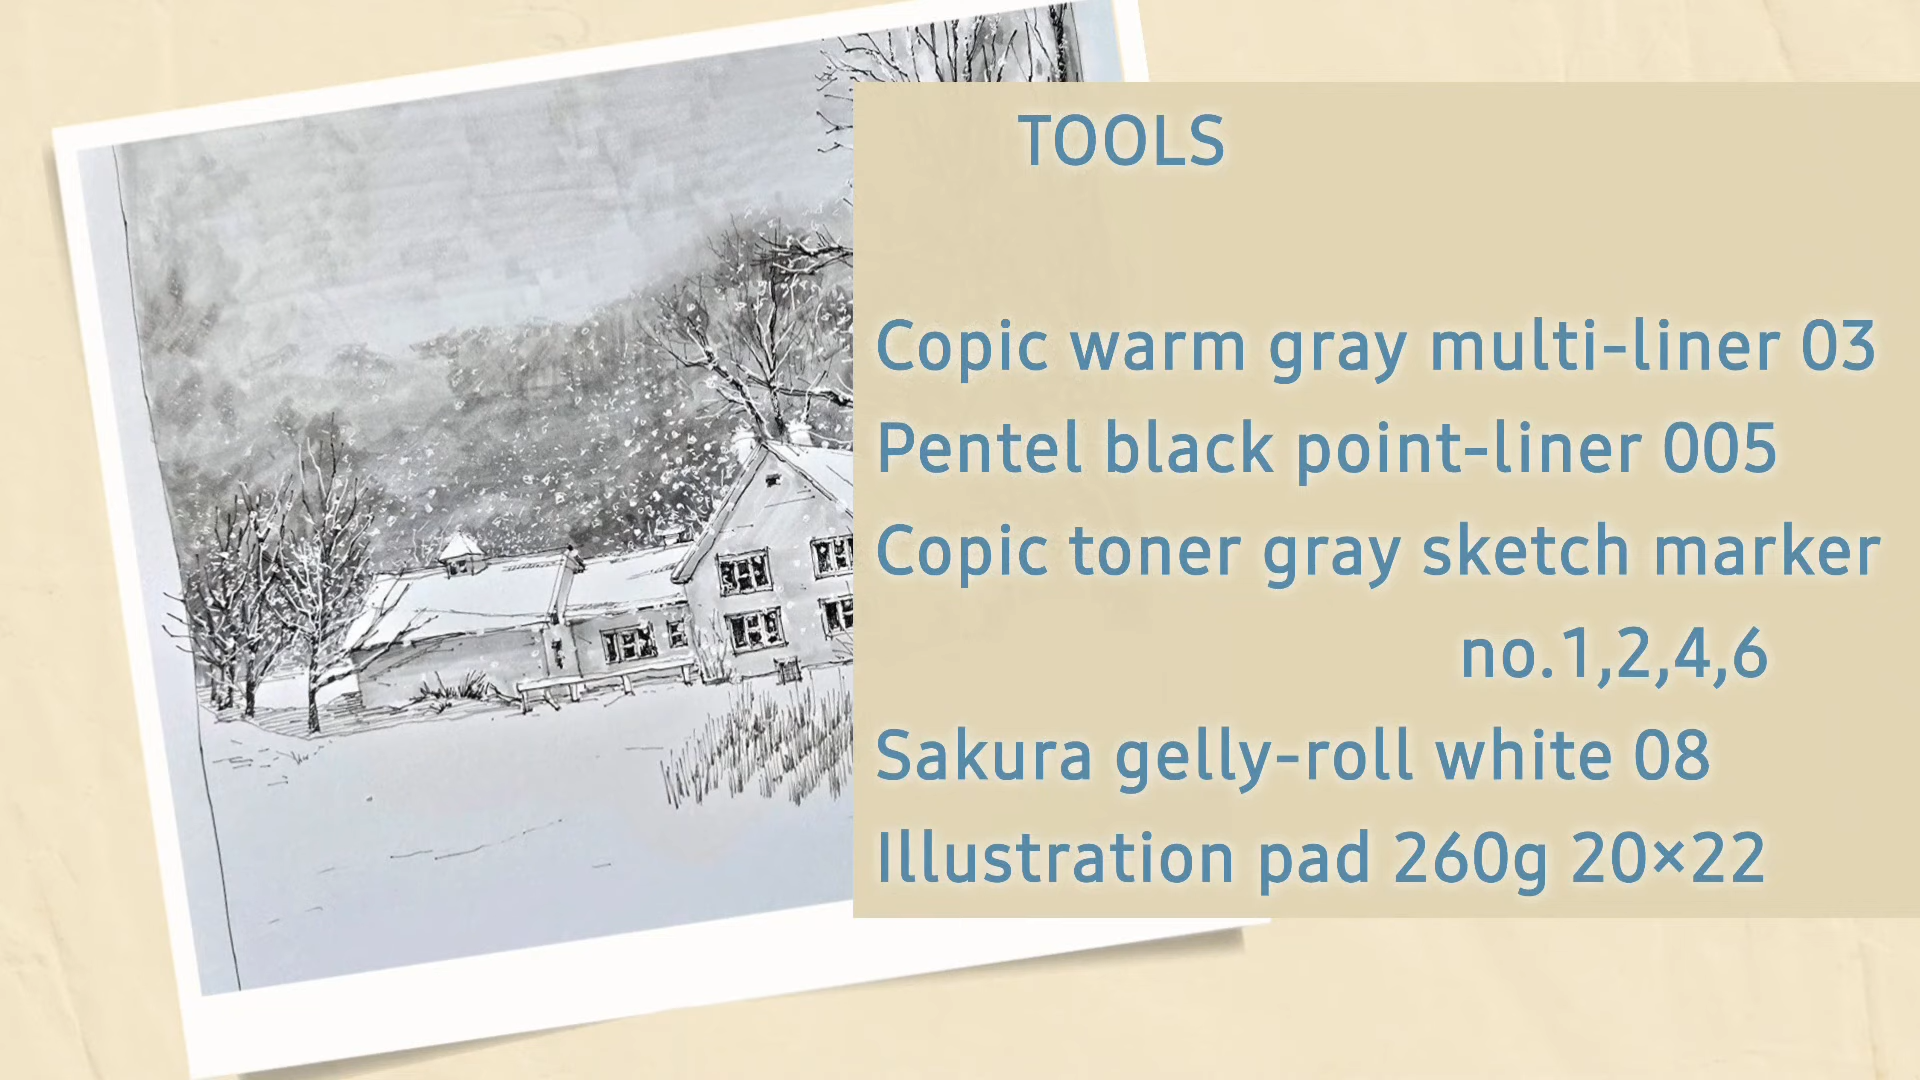 TOOLS
Copic warm gray multi-liner 03
Pentel black point-liner 005
Copic toner gray sketch marker
no.1,2,4,6
Sakura gelly-roll white 08
Illustration pad 260g 20×22